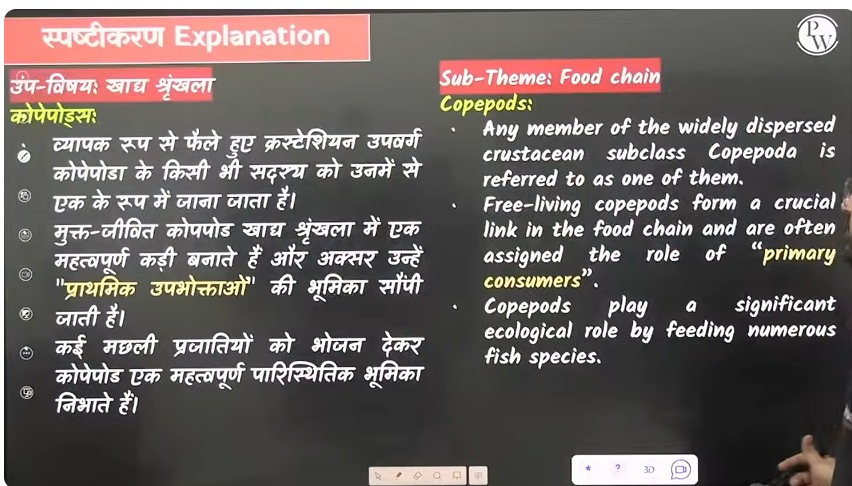 स्पष्टीकरण Explanation
PW
उप-विषय: खाद्य श्रृंखला
कोपेपोड्स:
व्यापक रूप से फैले हुए क्रस्टेशियन उपवर्ग
कोपेपोडा के किसी भी सदस्य को उनमें से
एक के रूप में जाना जाता है।
मुक्त-जीवित कोपपोड खाद्य श्रृंखला में एक
महत्वपूर्ण कड़ी बनाते हैं और अक्सर उन्हें
"प्राथमिक उपभोक्ताओं" की भूमिका सौंपी
जाती है।
कई मछली प्रजातियों को भोजन देकर
कोपेपोड एक महत्वपूर्ण पारिस्थितिक भूमिका
निभाते हैं।
Sub-Theme: Food chain
Copepods:
Any member of the widely dispersed
crustacean subclass Copepoda is
referred to as one of them.
Free-living copepods form a crucial
link in the food chain and are often
assigned the role of “primary
consumers”.
Copepods play a significant
ecological role by feeding numerous
fish species.
? 3D